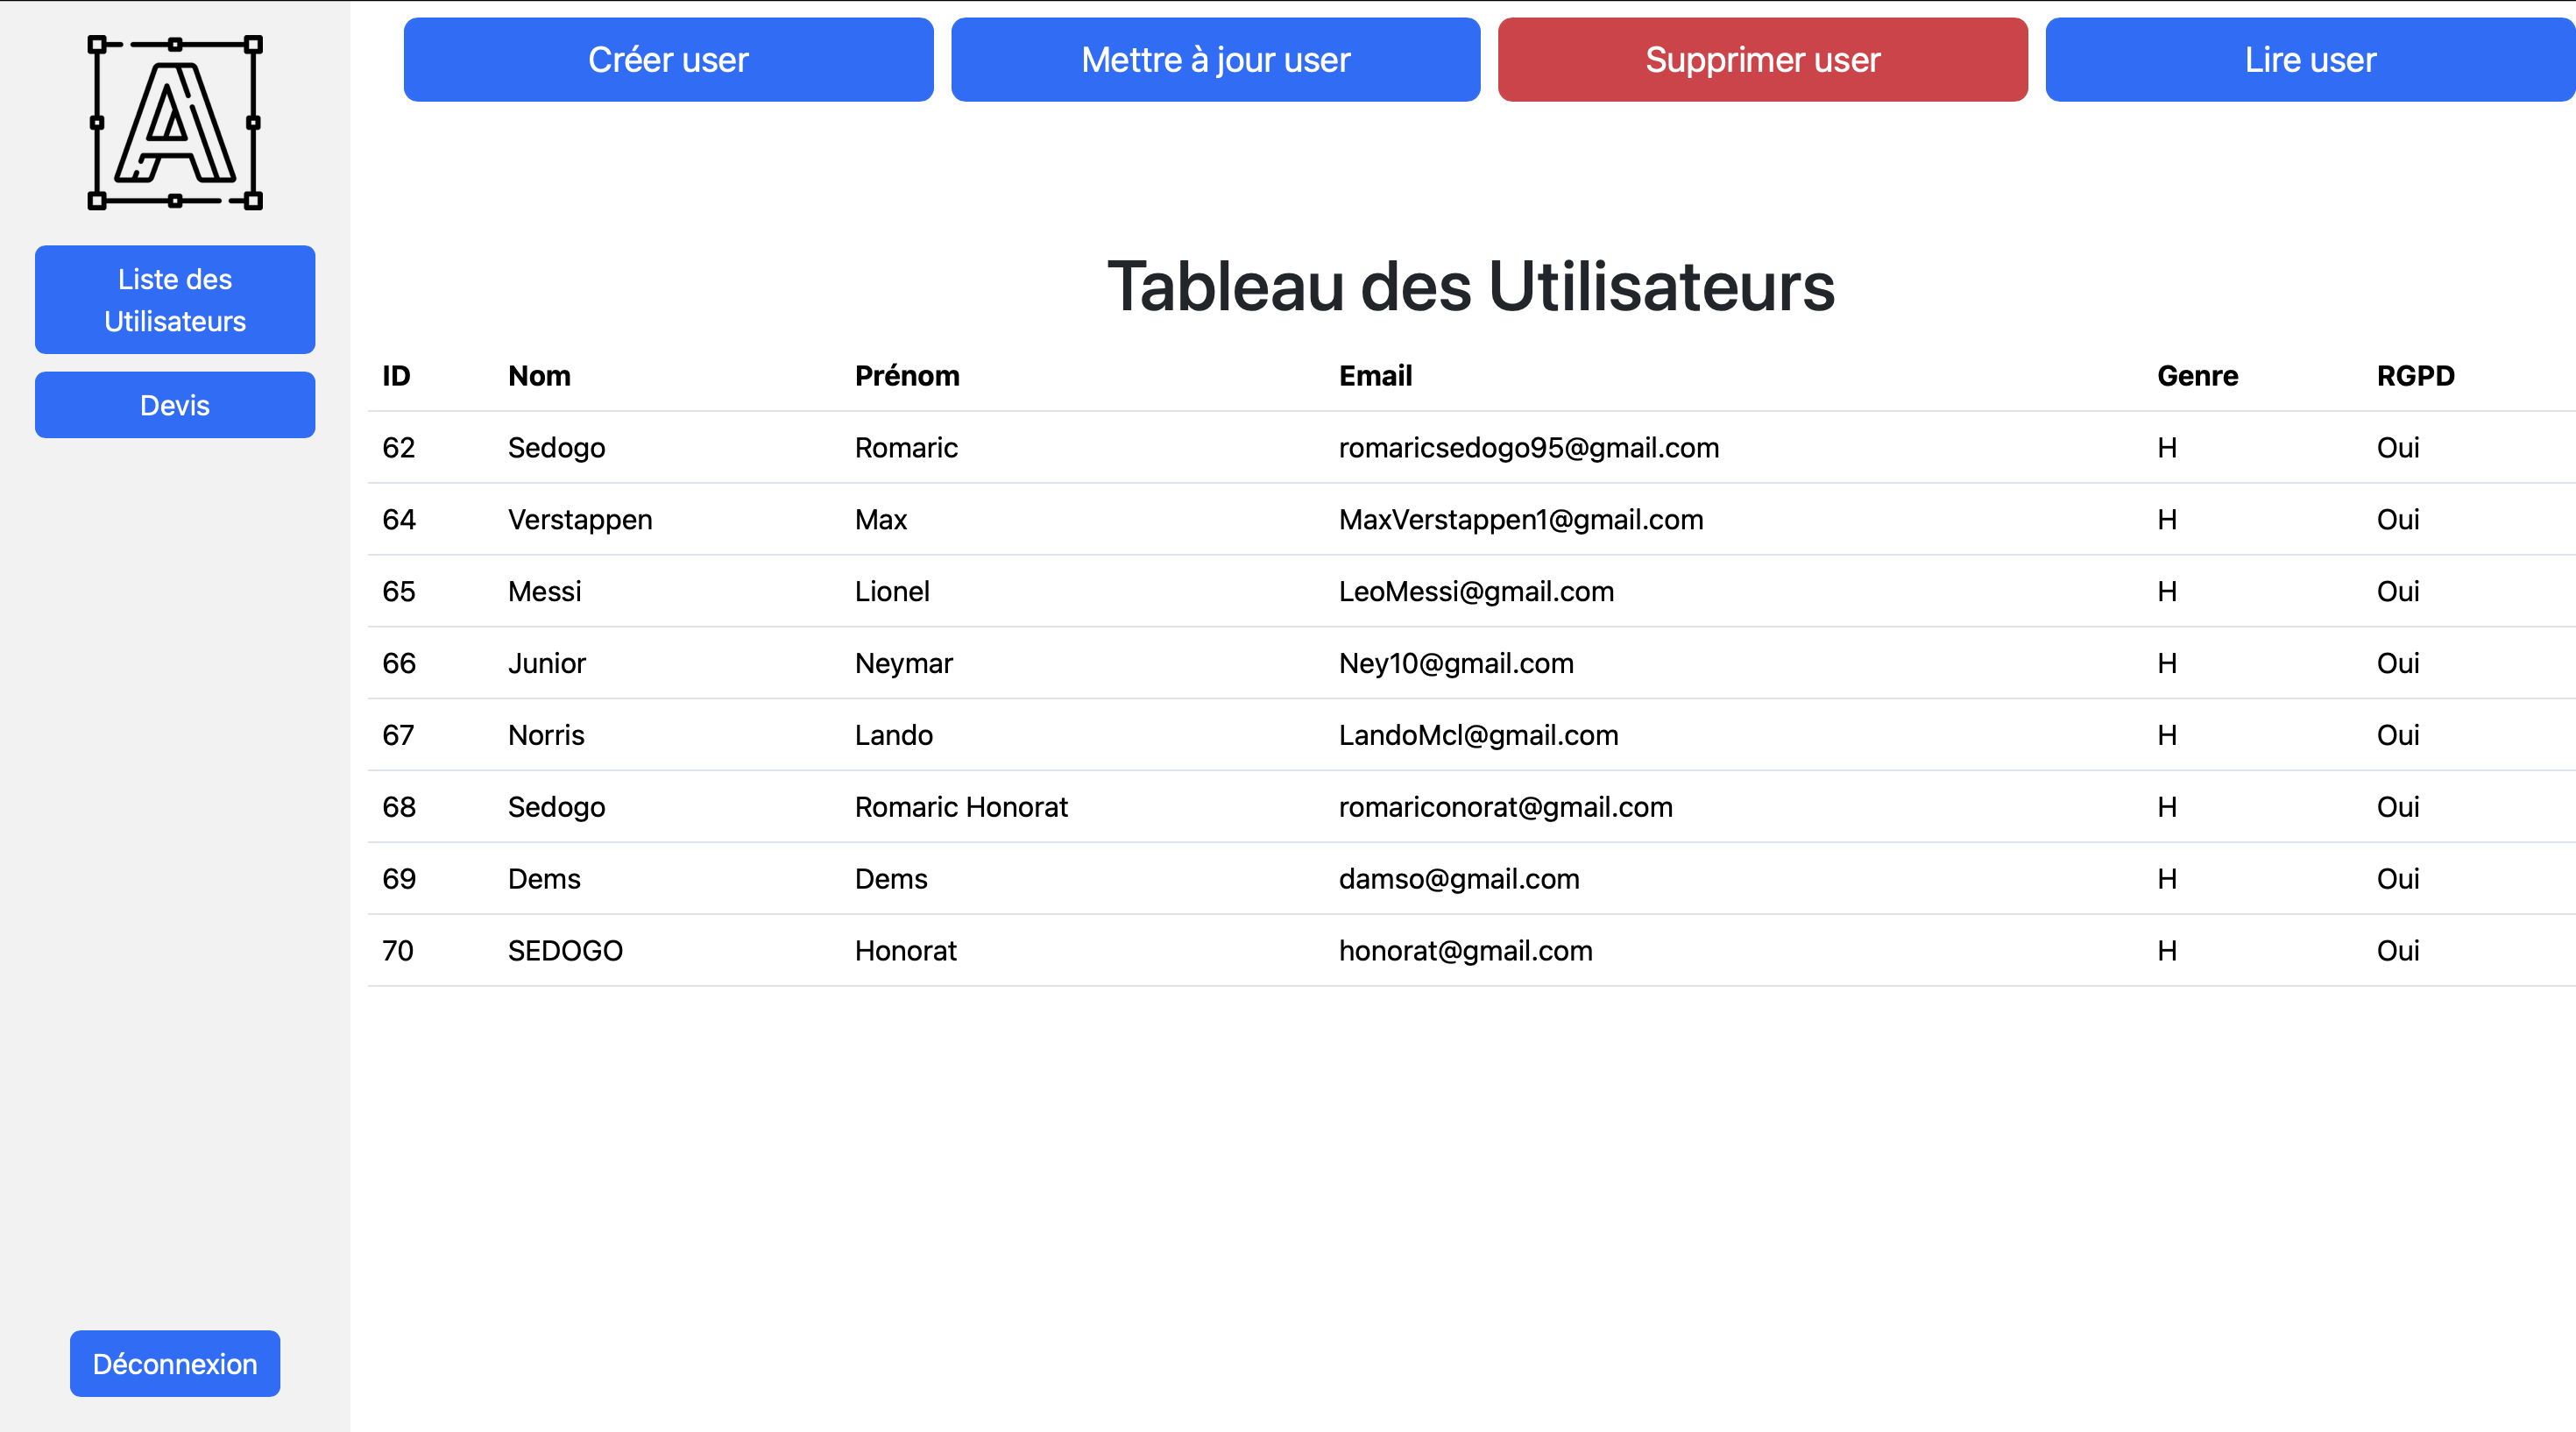 Créer user
Mettre à jour user
Supprimer user
Lire user
A
Liste des
Utilisateurs
Devis
Déconnexion
Tableau des Utilisateurs
ID Nom Prénom Email Genre RGPD
62 Sedogo Romaric romaricsedogo95@gmail.com H Oui
64 Verstappen Max MaxVerstappen1@gmail.com H Oui
65 Messi Lionel LeoMessi@gmail.com H Oui
66 Junior Neymar Ney10@gmail.com H Oui
67 Norris Lando LandoMcl@gmail.com H Oui
68 Sedogo Romaric Honorat romariconorat@gmail.com H Oui
69 Dems Dems damso@gmail.com H Oui
70 SEDOGO Honorat honorat@gmail.com H Oui